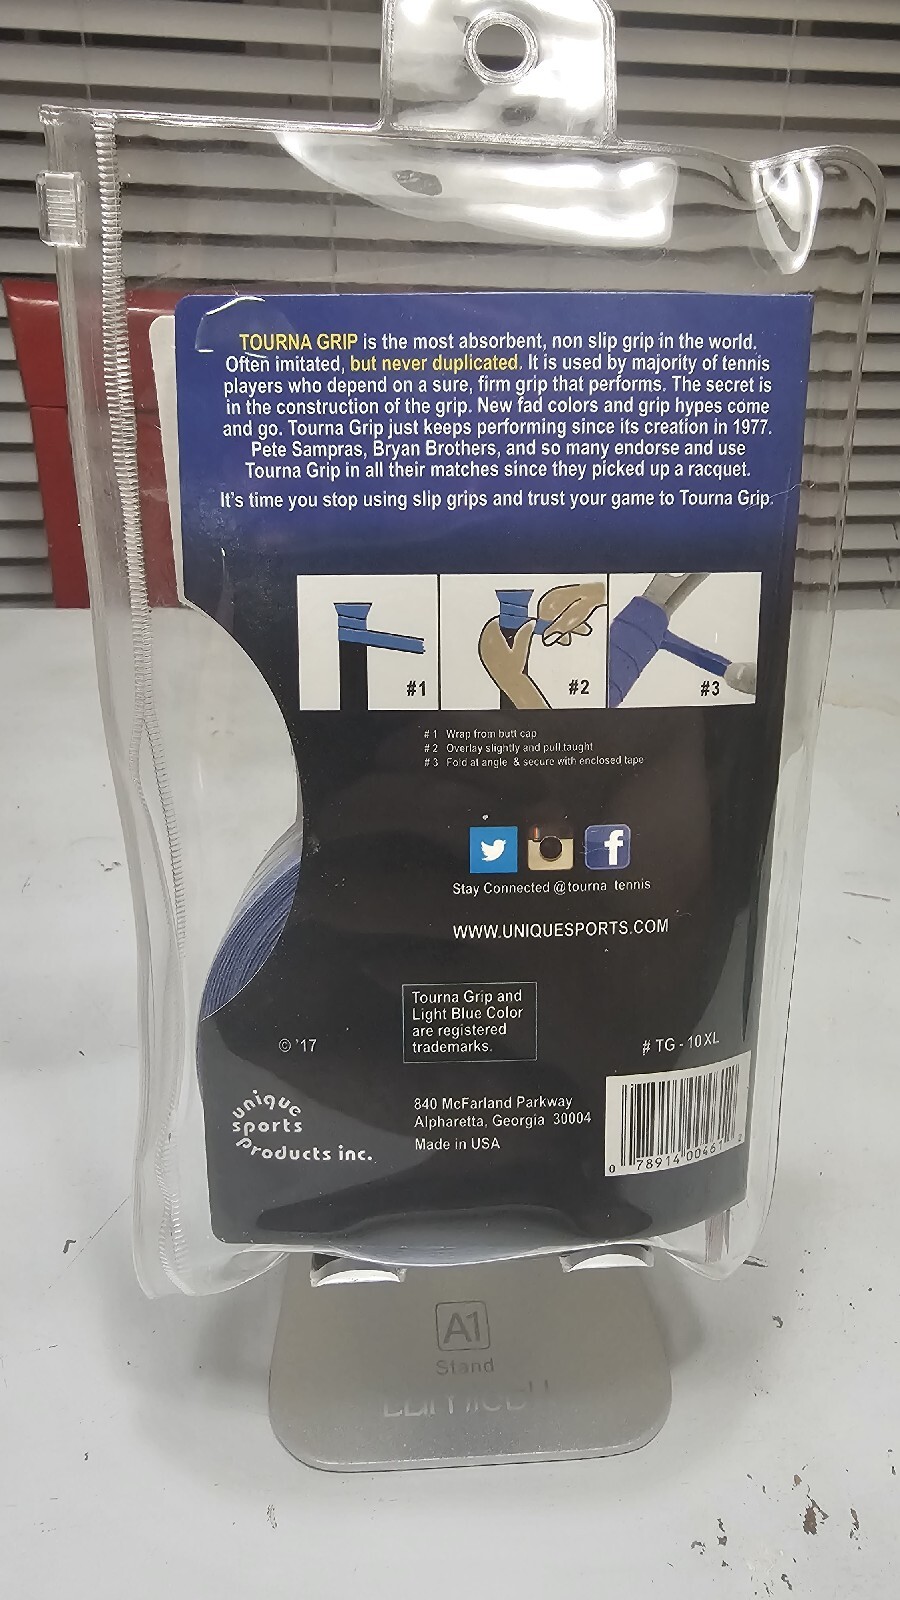 TOURNA GRIP is the most absorbent, non slip grip in the world.
Often imitated, but never duplicated. It is used by majority of tennis
players who depend on a sure, firm grip that performs. The secret is
in the construction of the grip. New fad colors and grip hypes come
and go. Tourna Grip just keeps performing since its creation in 1977.
Pete Sampras, Bryan Brothers, and so many endorse and use
Tourna Grip in all their matches since they picked up a racquet.
It's time you stop using slip grips and trust your game to Tourna Grip.
#1
#2
#3
#1 Wrap from butt cap
#2 Overlay slightly and pull taught
#3 Fold at angle & secure with enclosed tape
Stay Connected @tourna tennis
WWW.UNIQUESPORTS.COM
Tourna Grip and
Light Blue Color
are registered
trademarks.
© '17
# TG - 10XL
unique
sports
products inc.
840 McFarland Parkway
Alpharetta, Georgia 30004
Made in USA
0 78914 00461 2
A1
Stand